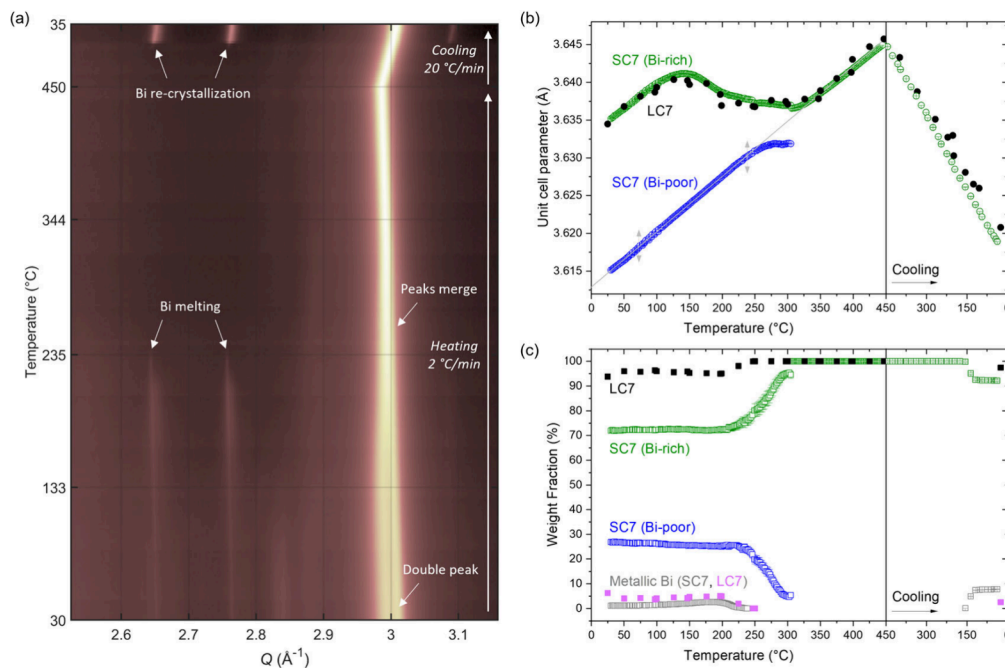 (a)
35
450
344
235
133
30
Temperature (°C)
Cooling
20 °C/min
Bi re-crystallization
Peaks merge
Bi melting
Heating
2 °C/min
Double peak
2.6 2.7 2.8 2.9 3 3.1
Q (Å⁻¹)
(b)
3.645
3.640
3.635
3.630
3.625
3.620
3.615
Unit cell parameter (Å)
SC7 (Bi-rich)
LC7
SC7 (Bi-poor)
Cooling
0 50 100 150 200 250 300 350 400 450 300 150
Temperature (°C)
(c)
100
90
80
70
60
50
40
30
20
10
0
Weight Fraction (%)
LC7
SC7 (Bi-rich)
SC7 (Bi-poor)
Metallic Bi (SC7, LC7)
Cooling
0 50 100 150 200 250 300 350 400 450 300 150
Temperature (°C)